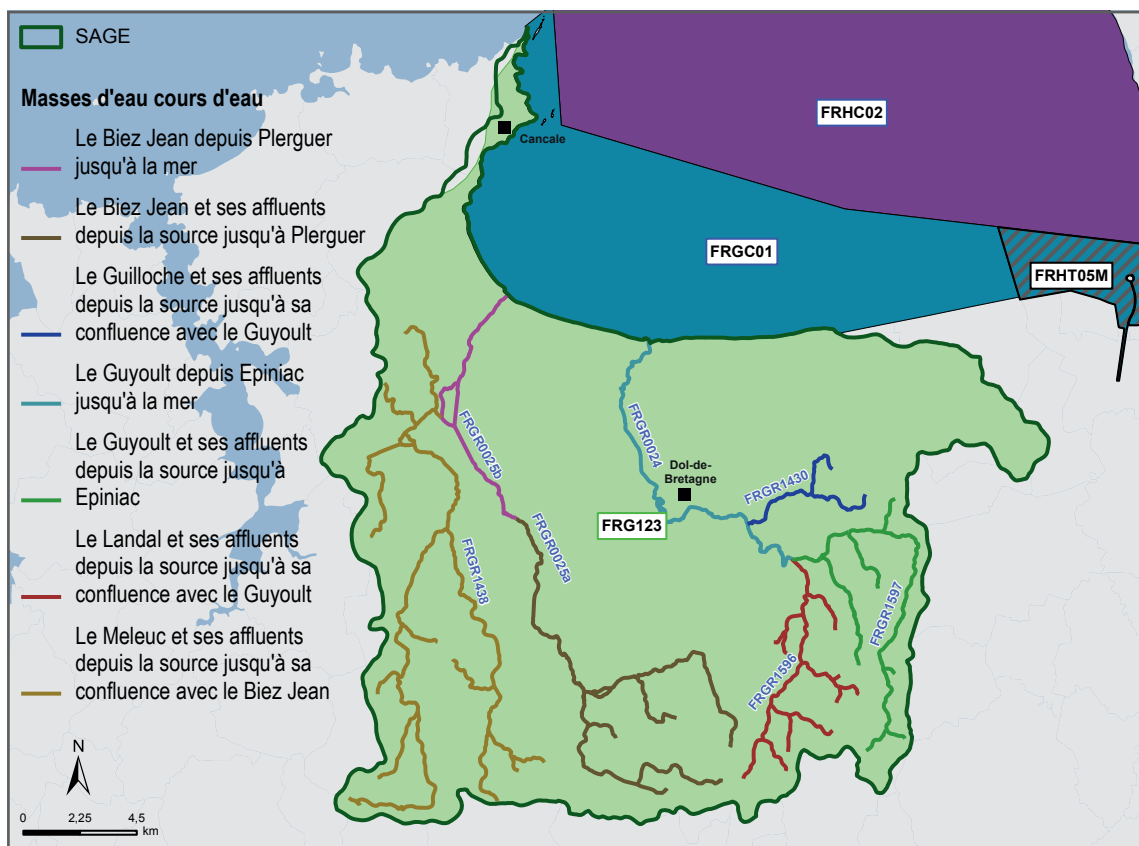 SAGE
Masses d'eau cours d'eau
Le Biez Jean depuis Plerguer
jusqu'à la mer
Le Biez Jean et ses affluents
depuis la source jusqu'à Plerguer
Le Guilloche et ses affluents
depuis la source jusqu'à sa
confluence avec le Guyoult
Le Guyoult depuis Epiniac
jusqu'à la mer
Le Guyoult et ses affluents
depuis la source jusqu'à
Epiniac
Le Landal et ses affluents
depuis la source jusqu'à sa
confluence avec le Guyoult
Le Meleuc et ses affluents
depuis la source jusqu'à sa
confluence avec le Biez Jean
N
0 2,25 4,5
km
Cancale
FRHC02
FRGC01
FRHT05M
FRGR0025b
FRGR0024
Dol-de-
Bretagne
FRGR1430
FRG123
FRGR0025a
FRGR1438
FRGR1597
FRGR1596